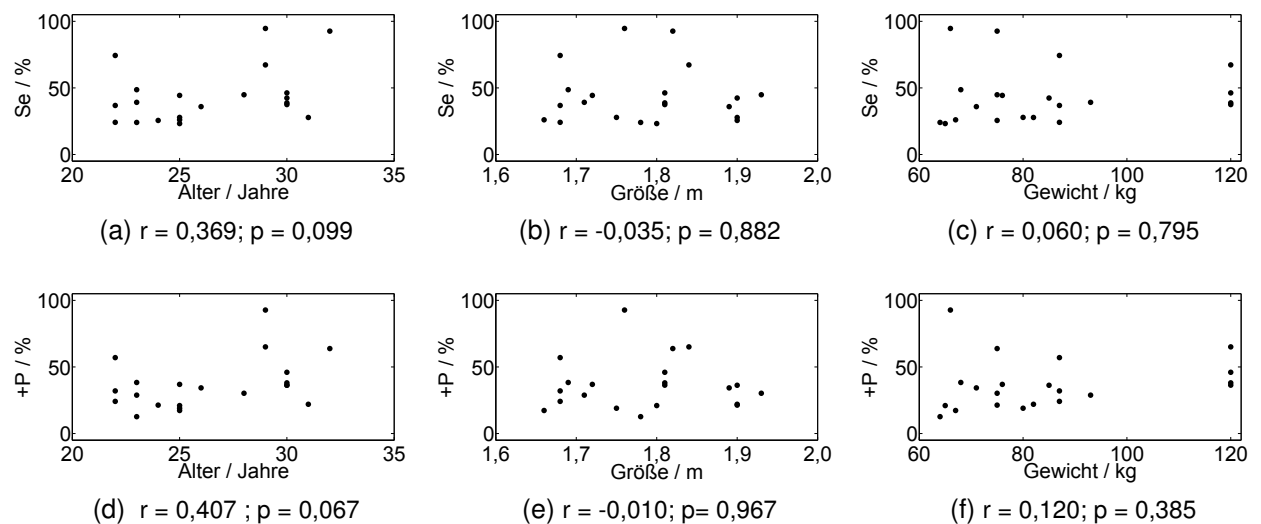 Se / %
100
50
0
20 25 30 35
Alter / Jahre
(a) r = 0,369; p = 0,099
Se / %
100
50
0
1,6 1,7 1,8 1,9 2,0
Größe / m
(b) r = -0,035; p = 0,882
Se / %
100
50
0
60 80 100 120
Gewicht / kg
(c) r = 0,060; p = 0,795
+P / %
100
50
0
20 25 30 35
Alter / Jahre
(d) r = 0,407 ; p = 0,067
+P / %
100
50
0
1,6 1,7 1,8 1,9 2,0
Größe / m
(e) r = -0,010; p= 0,967
+P / %
100
50
0
60 80 100 120
Gewicht / kg
(f) r = 0,120; p = 0,385